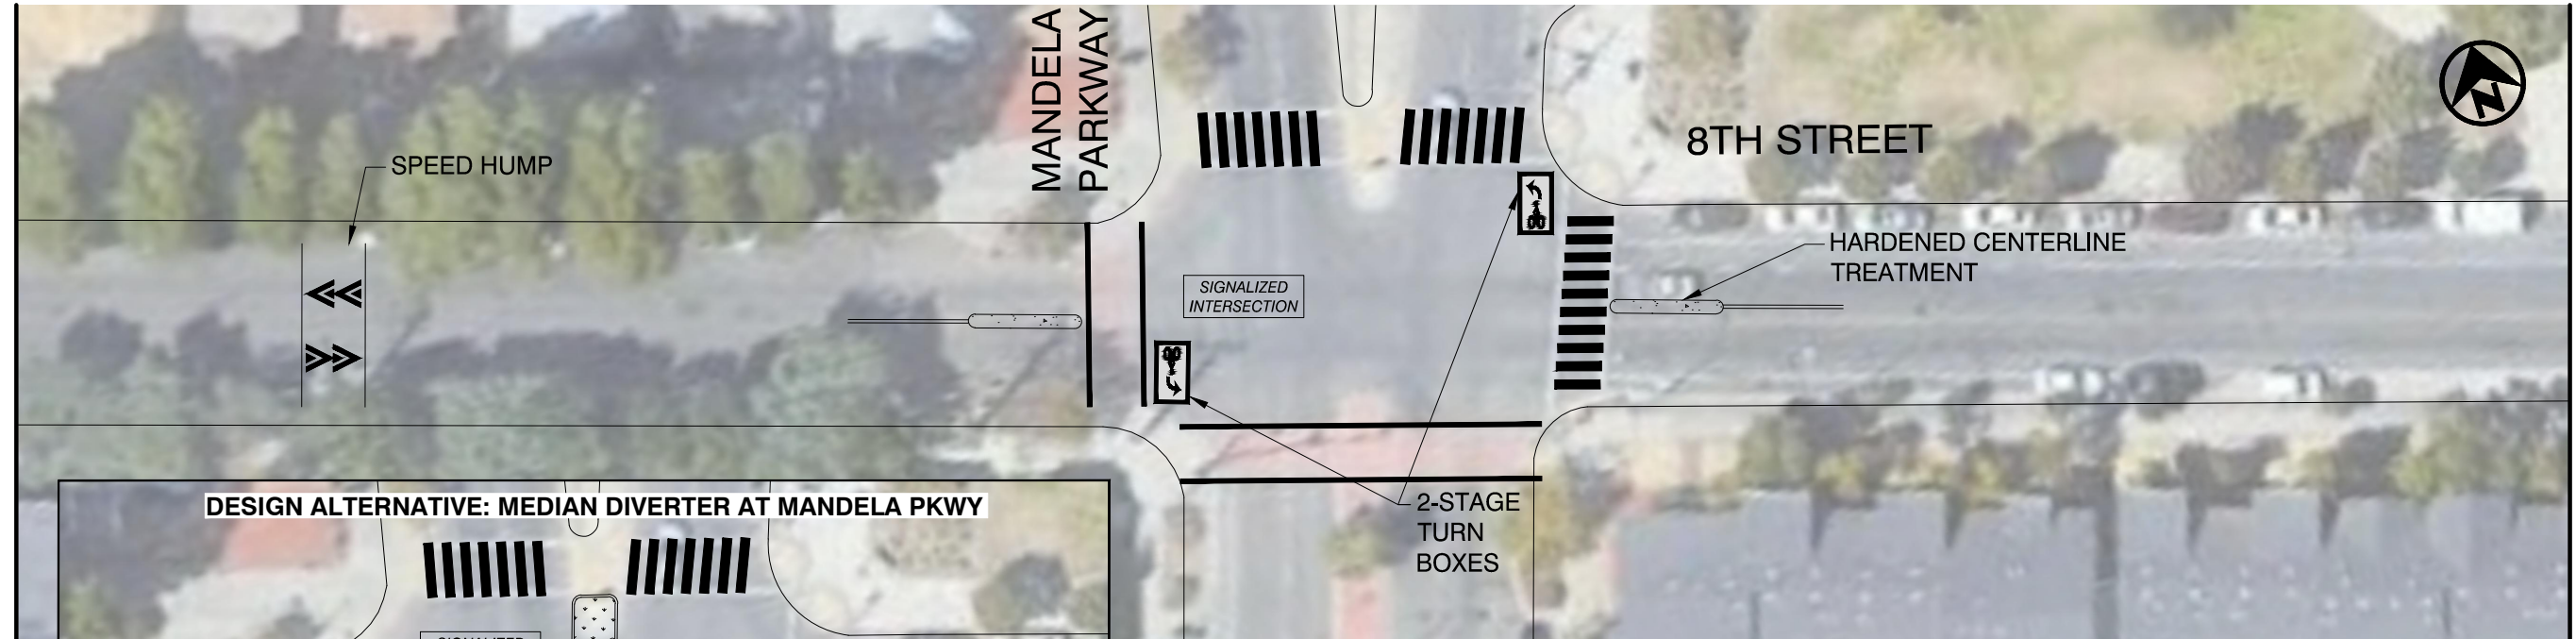 MANDELA
PARKWAY
8TH STREET
N
SPEED HUMP
HARDENED CENTERLINE
TREATMENT
SIGNALIZED
INTERSECTION
2-STAGE
TURN
BOXES
DESIGN ALTERNATIVE: MEDIAN DIVERTER AT MANDELA PKWY
SIGNALIZED